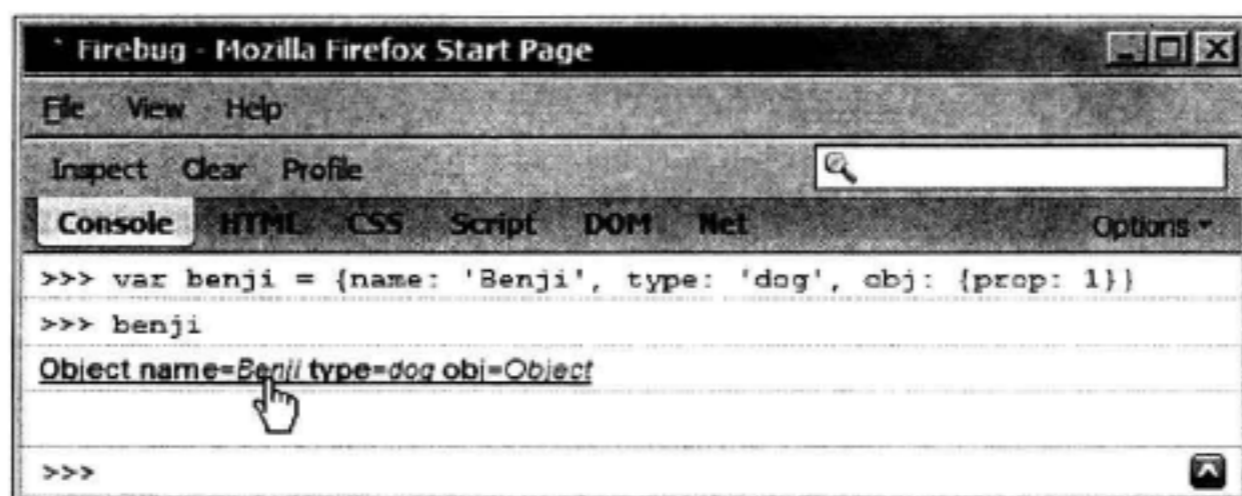 Firebug - Mozilla Firefox Start Page
File View Help
Inspect Clear Profile
Console HTML CSS Script DOM Net Options
>>> var benji = {name: 'Benji', type: 'dog', obj: {prop: 1}}
>>> benji
Object name=Benji type=dog obj=Object
>>>